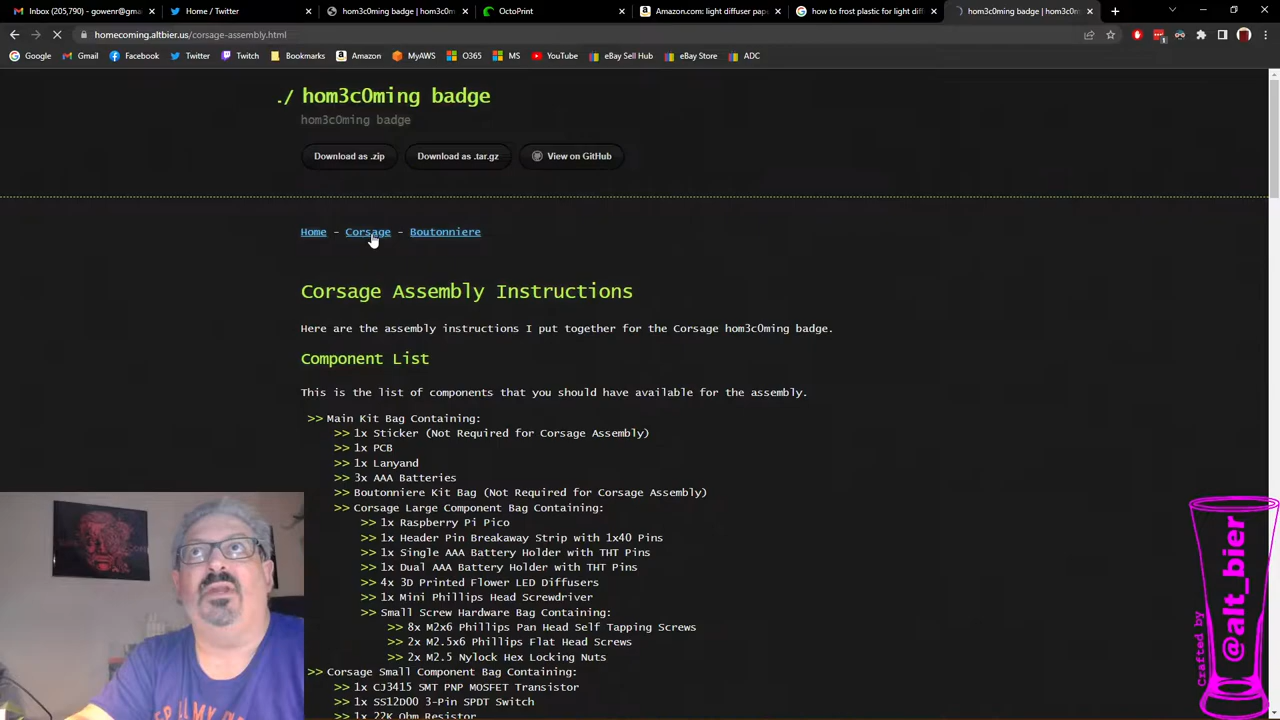 Inbox (205,790) - gowenr@gma
Home / Twitter
hom3c0ming badge | hom3c0m
OctoPrint
Amazon.com: light diffuser pape
how to frost plastic for light diff
hom3c0ming badge | hom3c0m
homecoming.altbier.us/corsage-assembly.html
Google
Gmail
Facebook
Twitter
Twitch
Bookmarks
Amazon
MyAWS
O365
MS
YouTube
eBay Sell Hub
eBay Store
ADC
./ hom3c0ming badge
hom3c0ming badge
Download as .zip
Download as .tar.gz
View on GitHub
Home - Corsage - Boutonniere
Corsage Assembly Instructions
Here are the assembly instructions I put together for the Corsage hom3c0ming badge.
Component List
This is the list of components that you should have available for the assembly.
>> Main Kit Bag Containing:
>> 1x Sticker (Not Required for Corsage Assembly)
>> 1x PCB
>> 1x Lanyand
>> 3x AAA Batteries
>> Boutonniere Kit Bag (Not Required for Corsage Assembly)
>> Corsage Large Component Bag Containing:
>> 1x Raspberry Pi Pico
>> 1x Header Pin Breakaway Strip with 1x40 Pins
>> 1x Single AAA Battery Holder with THT Pins
>> 1x Dual AAA Battery Holder with THT Pins
>> 4x 3D Printed Flower LED Diffusers
>> 1x Mini Phillips Head Screwdriver
>> Small Screw Hardware Bag Containing:
>> 8x M2x6 Phillips Pan Head Self Tapping Screws
>> 2x M2.5x6 Phillips Flat Head Screws
>> 2x M2.5 Nylock Hex Locking Nuts
>> Corsage Small Component Bag Containing:
>> 1x CJ3415 SMT PNP MOSFET Transistor
>> 1x SS12D00 3-Pin SPDT Switch
>> 1x 22K Ohm Resistor
Crafted by
@alt_bier